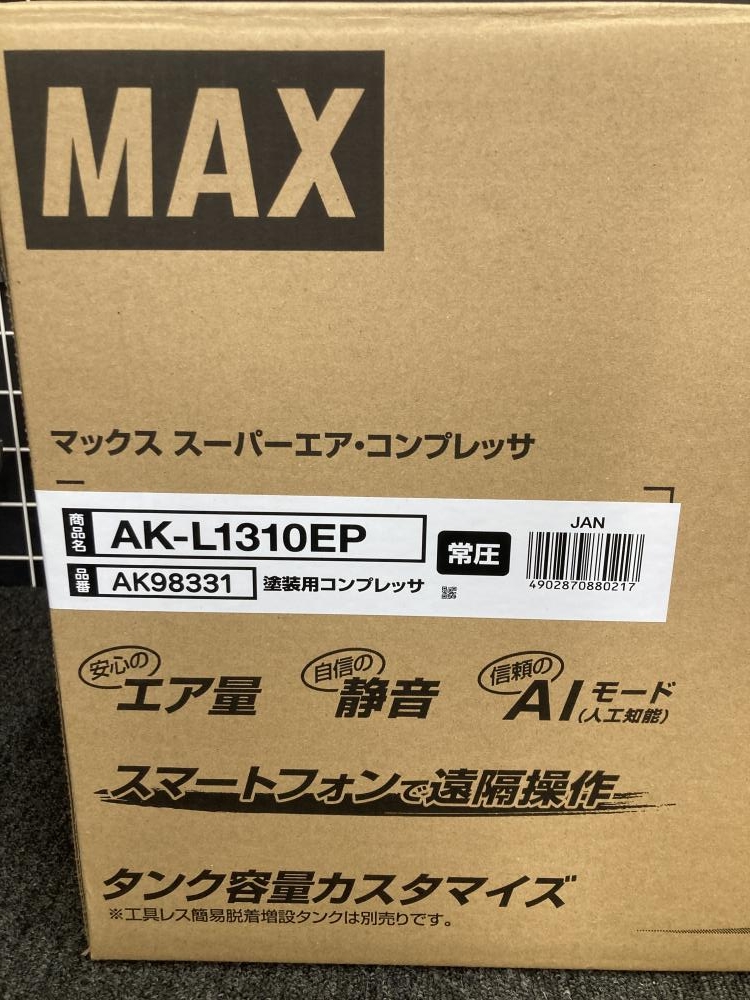 MAX
マックス スーパーエア・コンプレッサ
商品名 AK-L1310EP 常圧 JAN
品番 AK98331 塗装用コンプレッサ 4902870880217
安心の エア量 自信の 静音 信頼の AIモード (人工知能)
スマートフォンで遠隔操作
タンク容量カスタマイズ
※工具レス簡易脱着増設タンクは別売りです。